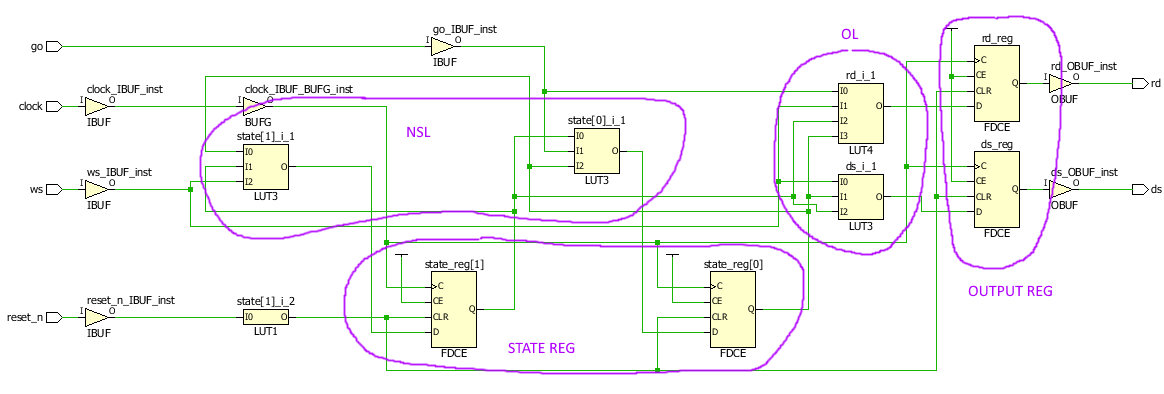 go_IBUF_inst
go
I
O
IBUF
OL
rd_reg
C
CE
CLR
D
Q
FDCE
rd_OBUF_inst
I
O
OBUF
rd
clock_IBUF_inst
clock
I
O
IBUF
clock_IBUF_BUFG_inst
I
O
BUFG
rd_i_1
I0
I1
I2
I3
O
LUT4
NSL
state[1]_i_1
I0
I1
I2
O
LUT3
state[0]_i_1
I0
I1
I2
O
LUT3
ds_reg
C
CE
CLR
D
Q
FDCE
ws_IBUF_inst
ws
I
O
IBUF
ds_i_1
I0
I1
I2
O
LUT3
ds_OBUF_inst
I
O
OBUF
ds
state_reg[1]
C
CE
CLR
D
Q
FDCE
state_reg[0]
C
CE
CLR
D
Q
FDCE
OUTPUT REG
reset_n_IBUF_inst
reset_n
I
O
IBUF
state[1]_i_2
I0
O
LUT1
STATE REG